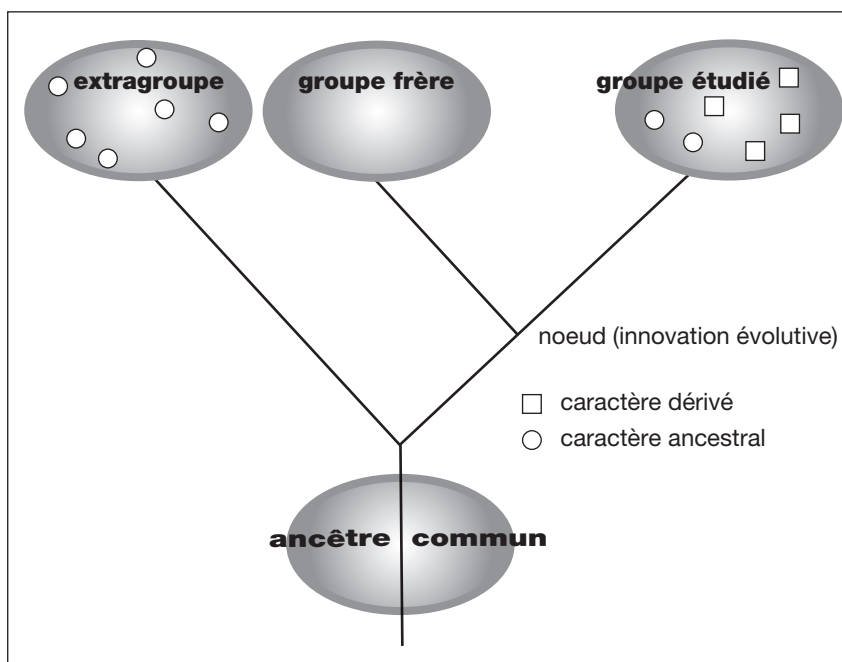 extragroupe
groupe frère
groupe étudié
noeud (innovation évolutive)
caractère dérivé
caractère ancestral
ancêtre commun